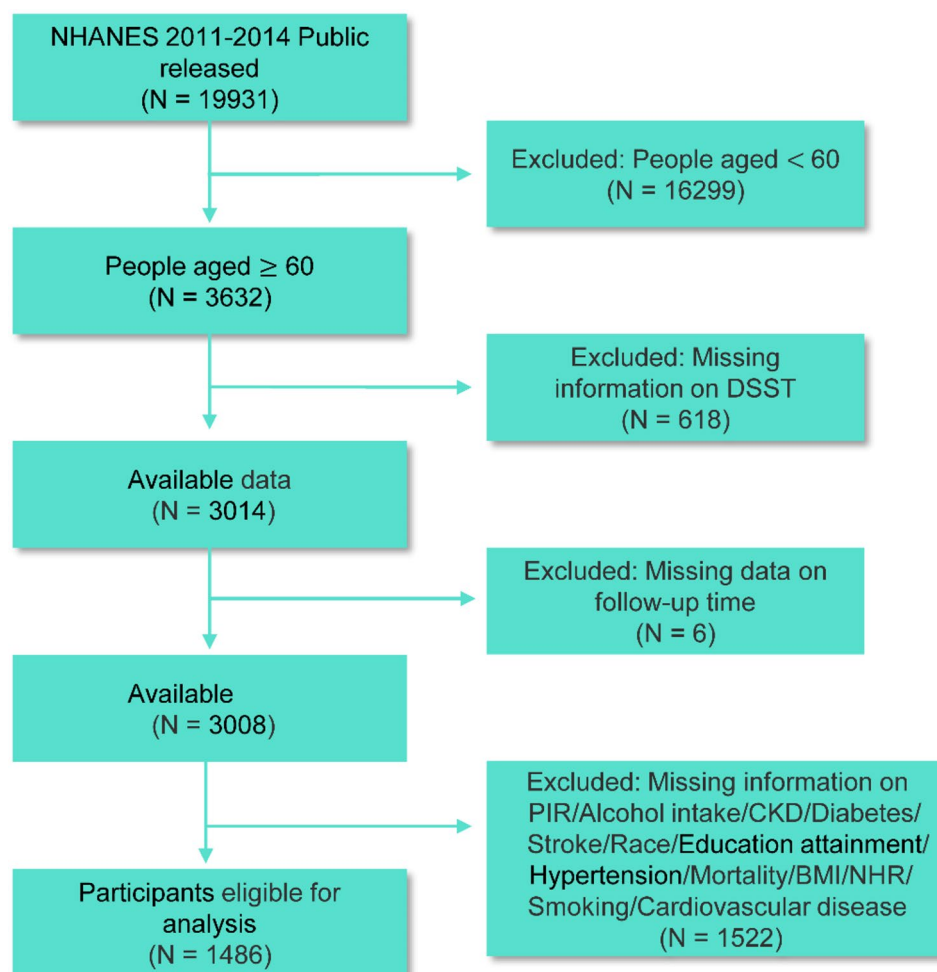 NHANES 2011-2014 Public
released
(N = 19931)
Excluded: People aged < 60
(N = 16299)
People aged ≥ 60
(N = 3632)
Excluded: Missing
information on DSST
(N = 618)
Available data
(N = 3014)
Excluded: Missing data on
follow-up time
(N = 6)
Available
(N = 3008)
Excluded: Missing information on
PIR/Alcohol intake/CKD/Diabetes/
Stroke/Race/Education attainment/
Hypertension/Mortality/BMI/NHR/
Smoking/Cardiovascular disease
(N = 1522)
Participants eligible for
analysis
(N = 1486)